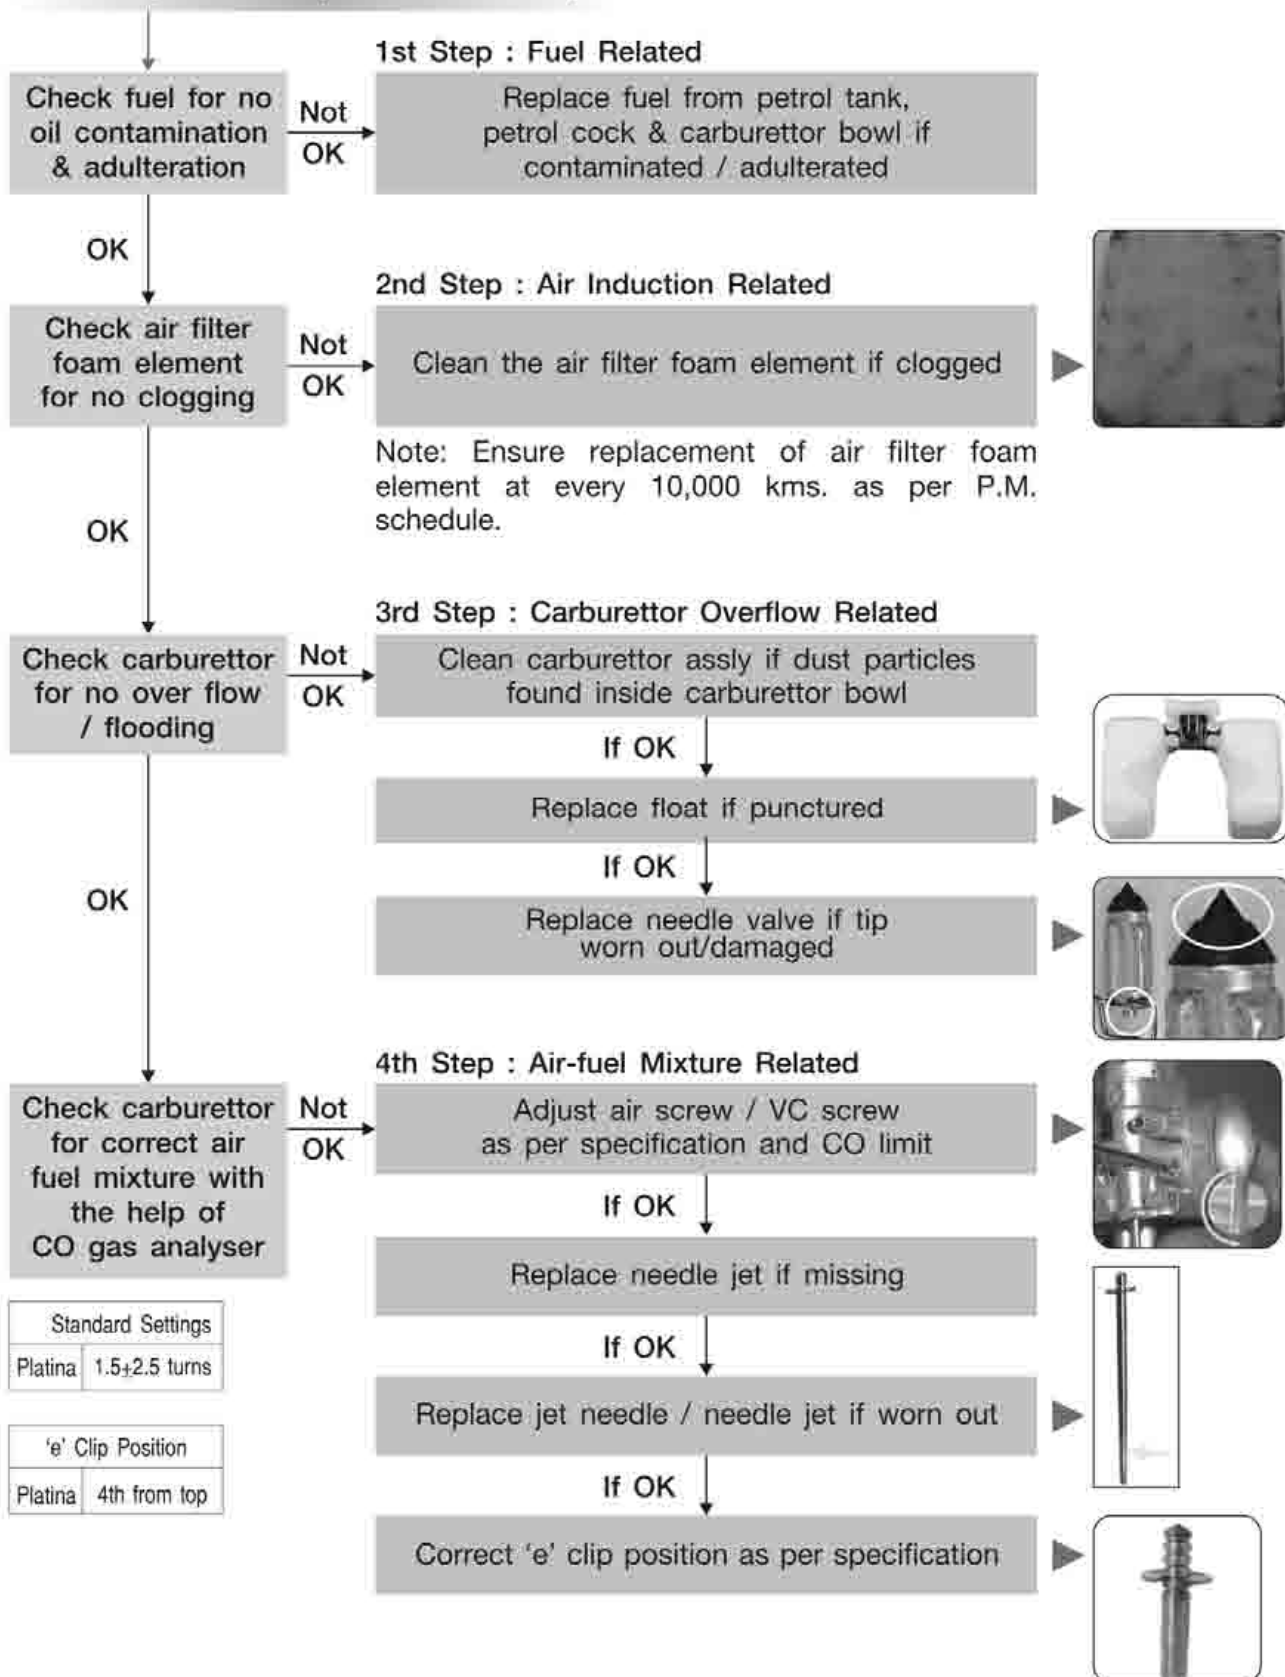 1st Step : Fuel Related
Check fuel for no
oil contamination
& adulteration
Not
OK
Replace fuel from petrol tank,
petrol cock & carburettor bowl if
contaminated / adulterated
OK
2nd Step : Air Induction Related
Check air filter
foam element
for no clogging
Not
OK
Clean the air filter foam element if clogged
Note: Ensure replacement of air filter foam
element at every 10,000 kms. as per P.M.
schedule.
OK
3rd Step : Carburettor Overflow Related
Check carburettor
for no over flow
/ flooding
Not
OK
Clean carburettor assly if dust particles
found inside carburettor bowl
If OK
Replace float if punctured
If OK
Replace needle valve if tip
worn out/damaged
OK
4th Step : Air-fuel Mixture Related
Check carburettor
for correct air
fuel mixture with
the help of
CO gas analyser
Not
OK
Adjust air screw / VC screw
as per specification and CO limit
If OK
Replace needle jet if missing
If OK
Replace jet needle / needle jet if worn out
If OK
Correct ‘e’ clip position as per specification
Standard Settings
Platina 1.5±2.5 turns
‘e’ Clip Position
Platina 4th from top